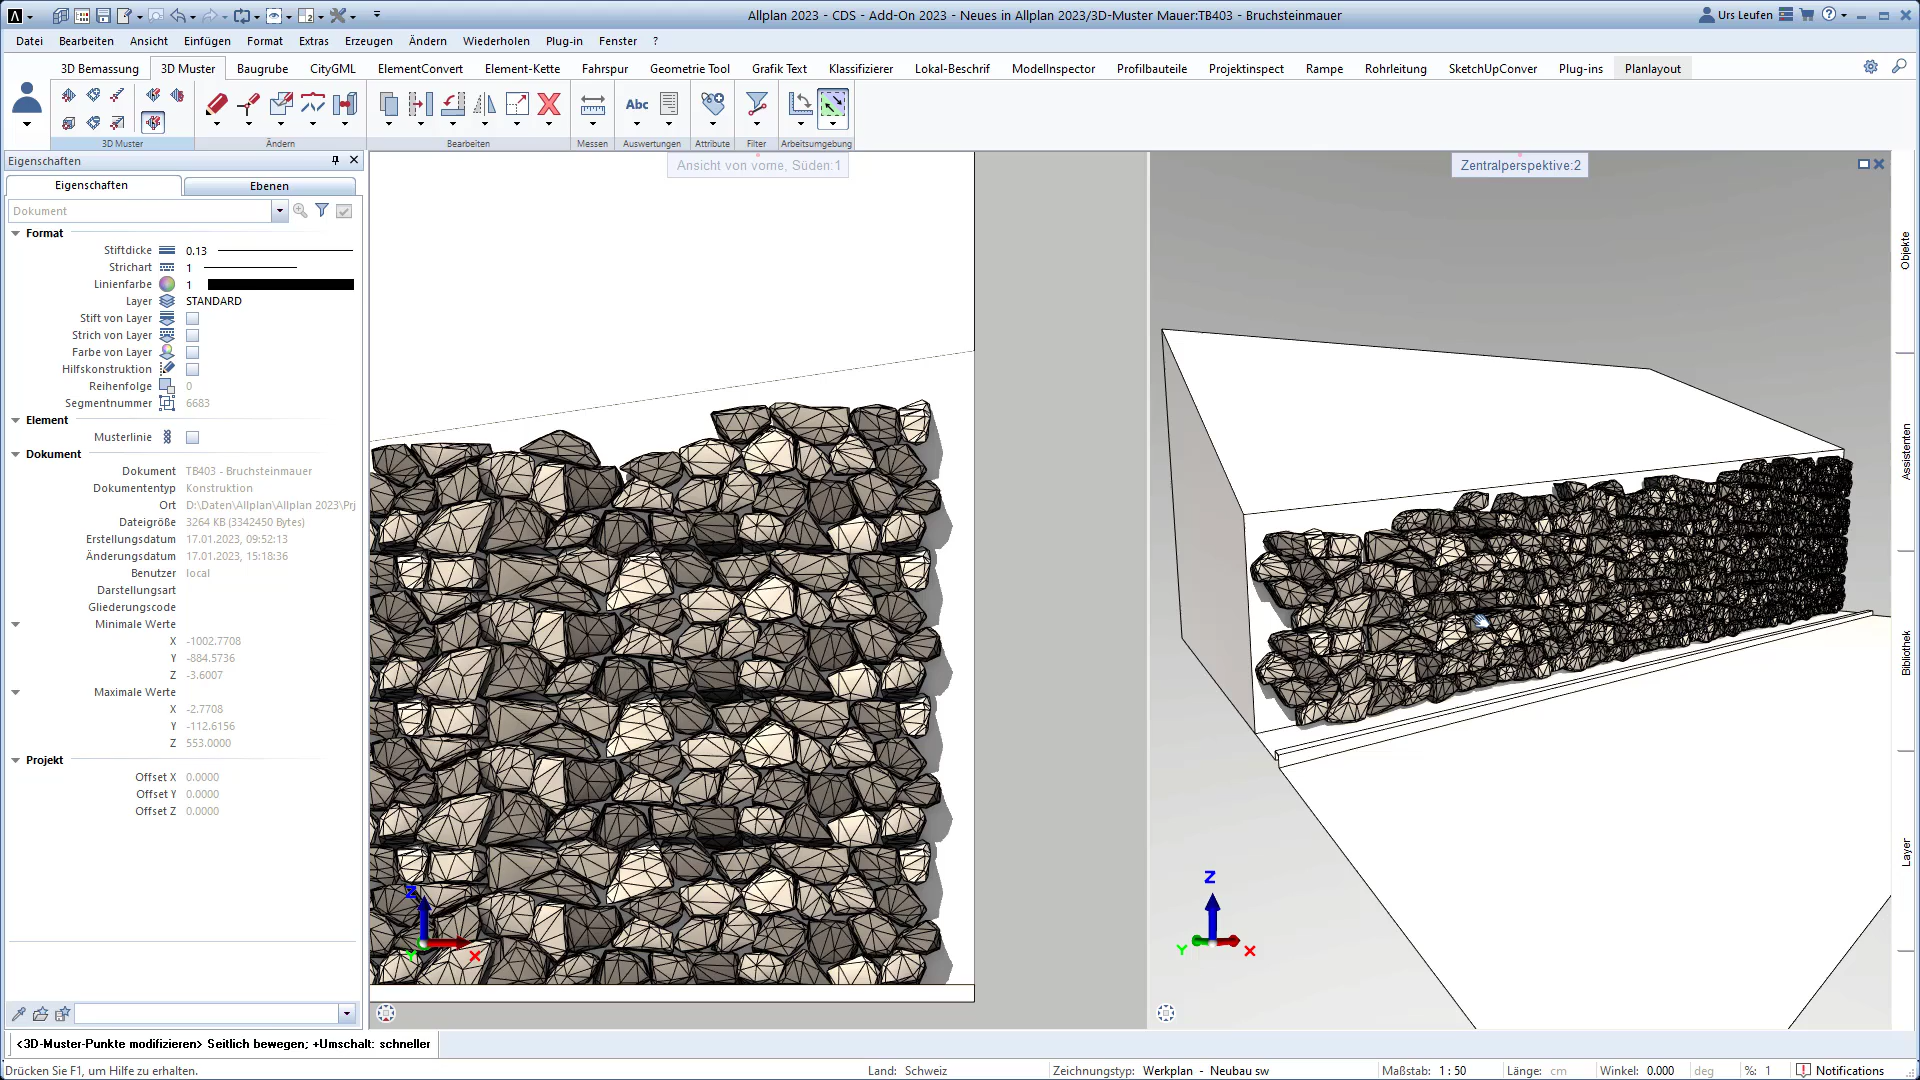 Allplan 2023 - CDS - Add-On 2023 - Neues in Allplan 2023/3D-Muster Mauer:TB403 - Bruchsteinmauer
Urs Leufen
Datei Bearbeiten Ansicht Einfügen Format Extras Erzeugen Ändern Wiederholen Plug-in Fenster ?
3D Bemassung 3D Muster Baugrube CityGML ElementConvert Element-Kette Fahrspur Geometrie Tool Grafik Text Klassifizierer Lokal-Beschrif ModelInspector Profilbauteile Projektinspect Rampe Rohrleitung SketchUpConver Plug-ins Planlayout
Abc
3D Muster Ändern Bearbeiten Messen Auswertungen Attribute Filter Arbeitsumgebung
Eigenschaften
Eigenschaften Ebenen
Dokument
Format
Stiftdicke 0.13
Strichart 1
Linienfarbe 1
Layer STANDARD
Stift von Layer
Strich von Layer
Farbe von Layer
Hilfskonstruktion
Reihenfolge 0
Segmentnummer 6683
Element
Musterlinie
Dokument
Dokument TB403 - Bruchsteinmauer
Dokumententyp Konstruktion
Ort D:\Daten\Allplan\Allplan 2023\Prj
Dateigröße 3264 KB (3342450 Bytes)
Erstellungsdatum 17.01.2023, 09:52:13
Änderungsdatum 17.01.2023, 15:18:36
Benutzer local
Darstellungsart
Gliederungscode
Minimale Werte
X -1002.7708
Y -884.5736
Z -3.6007
Maximale Werte
X -2.7708
Y -112.6156
Z 553.0000
Projekt
Offset X 0.0000
Offset Y 0.0000
Offset Z 0.0000
Ansicht von vorne, Süden:1
Z
Y
X
Zentralperspektive:2
Z
Y
X
Objekte
Assistenten
Bibliothek
Layer
<3D-Muster-Punkte modifizieren> Seitlich bewegen; +Umschalt: schneller
Drücken Sie F1, um Hilfe zu erhalten.
Land: Schweiz
Zeichnungstyp: Werkplan - Neubau sw
Maßstab: 1 : 50
Länge: cm
Winkel: 0.000 deg
%: 1
Notifications